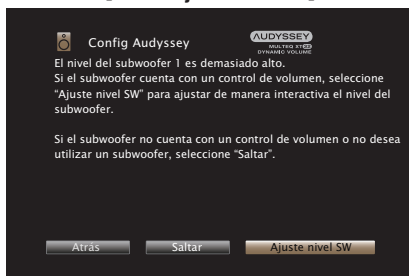 Config Audyssey
AUDYSSEY
MULTEQ XT32
DYNAMIC VOLUME
El nivel del subwoofer 1 es demasiado alto.
Si el subwoofer cuenta con un control de volumen, seleccione
“Ajuste nivel SW” para ajustar de manera interactiva el nivel del
subwoofer.
Si el subwoofer no cuenta con un control de volumen o no desea
utilizar un subwoofer, seleccione “Saltar”.
Atrás
Saltar
Ajuste nivel SW